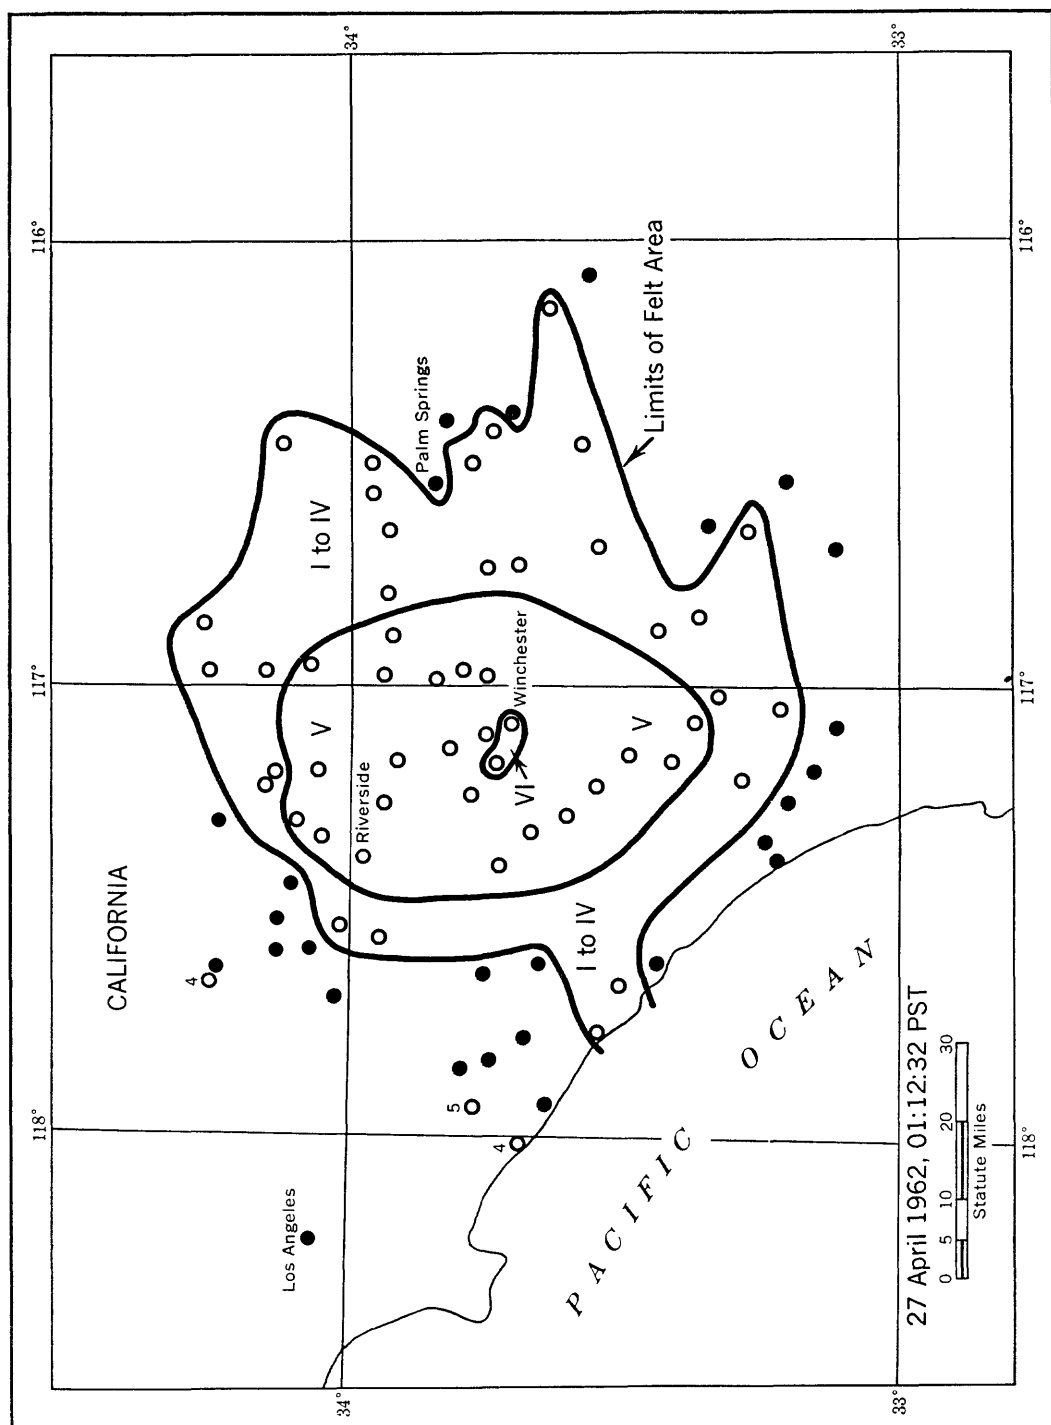 118°
117°
116°
CALIFORNIA
4
Los Angeles
34°
34°
I to IV
V
Riverside
Palm Springs
5
4
VI
Winchester
I to IV
V
Limits of Felt Area
PACIFIC
OCEAN
33°
33°
27 April 1962, 01:12:32 PST
0 5 10 20 30
Statute Miles
118°
117°
116°